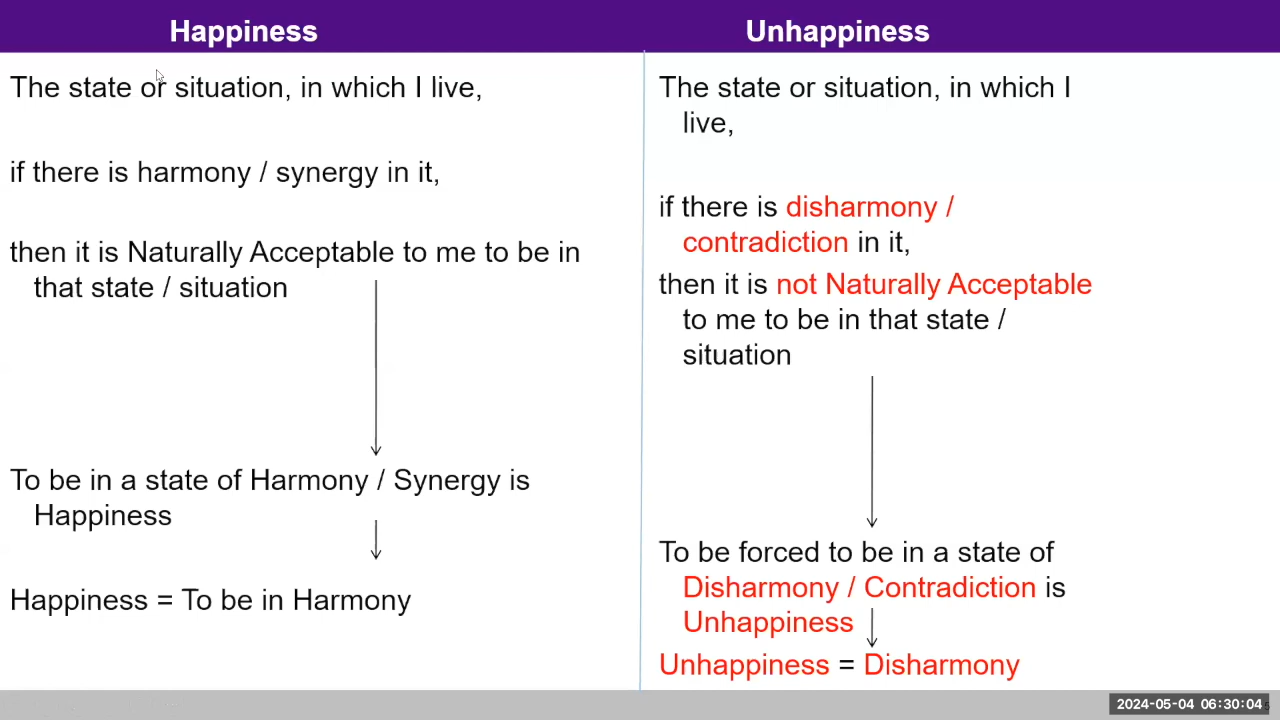 Happiness
The state or situation, in which I live,
if there is harmony / synergy in it,
then it is Naturally Acceptable to me to be in
that state / situation
To be in a state of Harmony / Synergy is
Happiness
Happiness = To be in Harmony
Unhappiness
The state or situation, in which I
live,
if there is disharmony /
contradiction in it,
then it is not Naturally Acceptable
to me to be in that state /
situation
To be forced to be in a state of
Disharmony / Contradiction is
Unhappiness
Unhappiness = Disharmony
2024-05-04 06:30:04